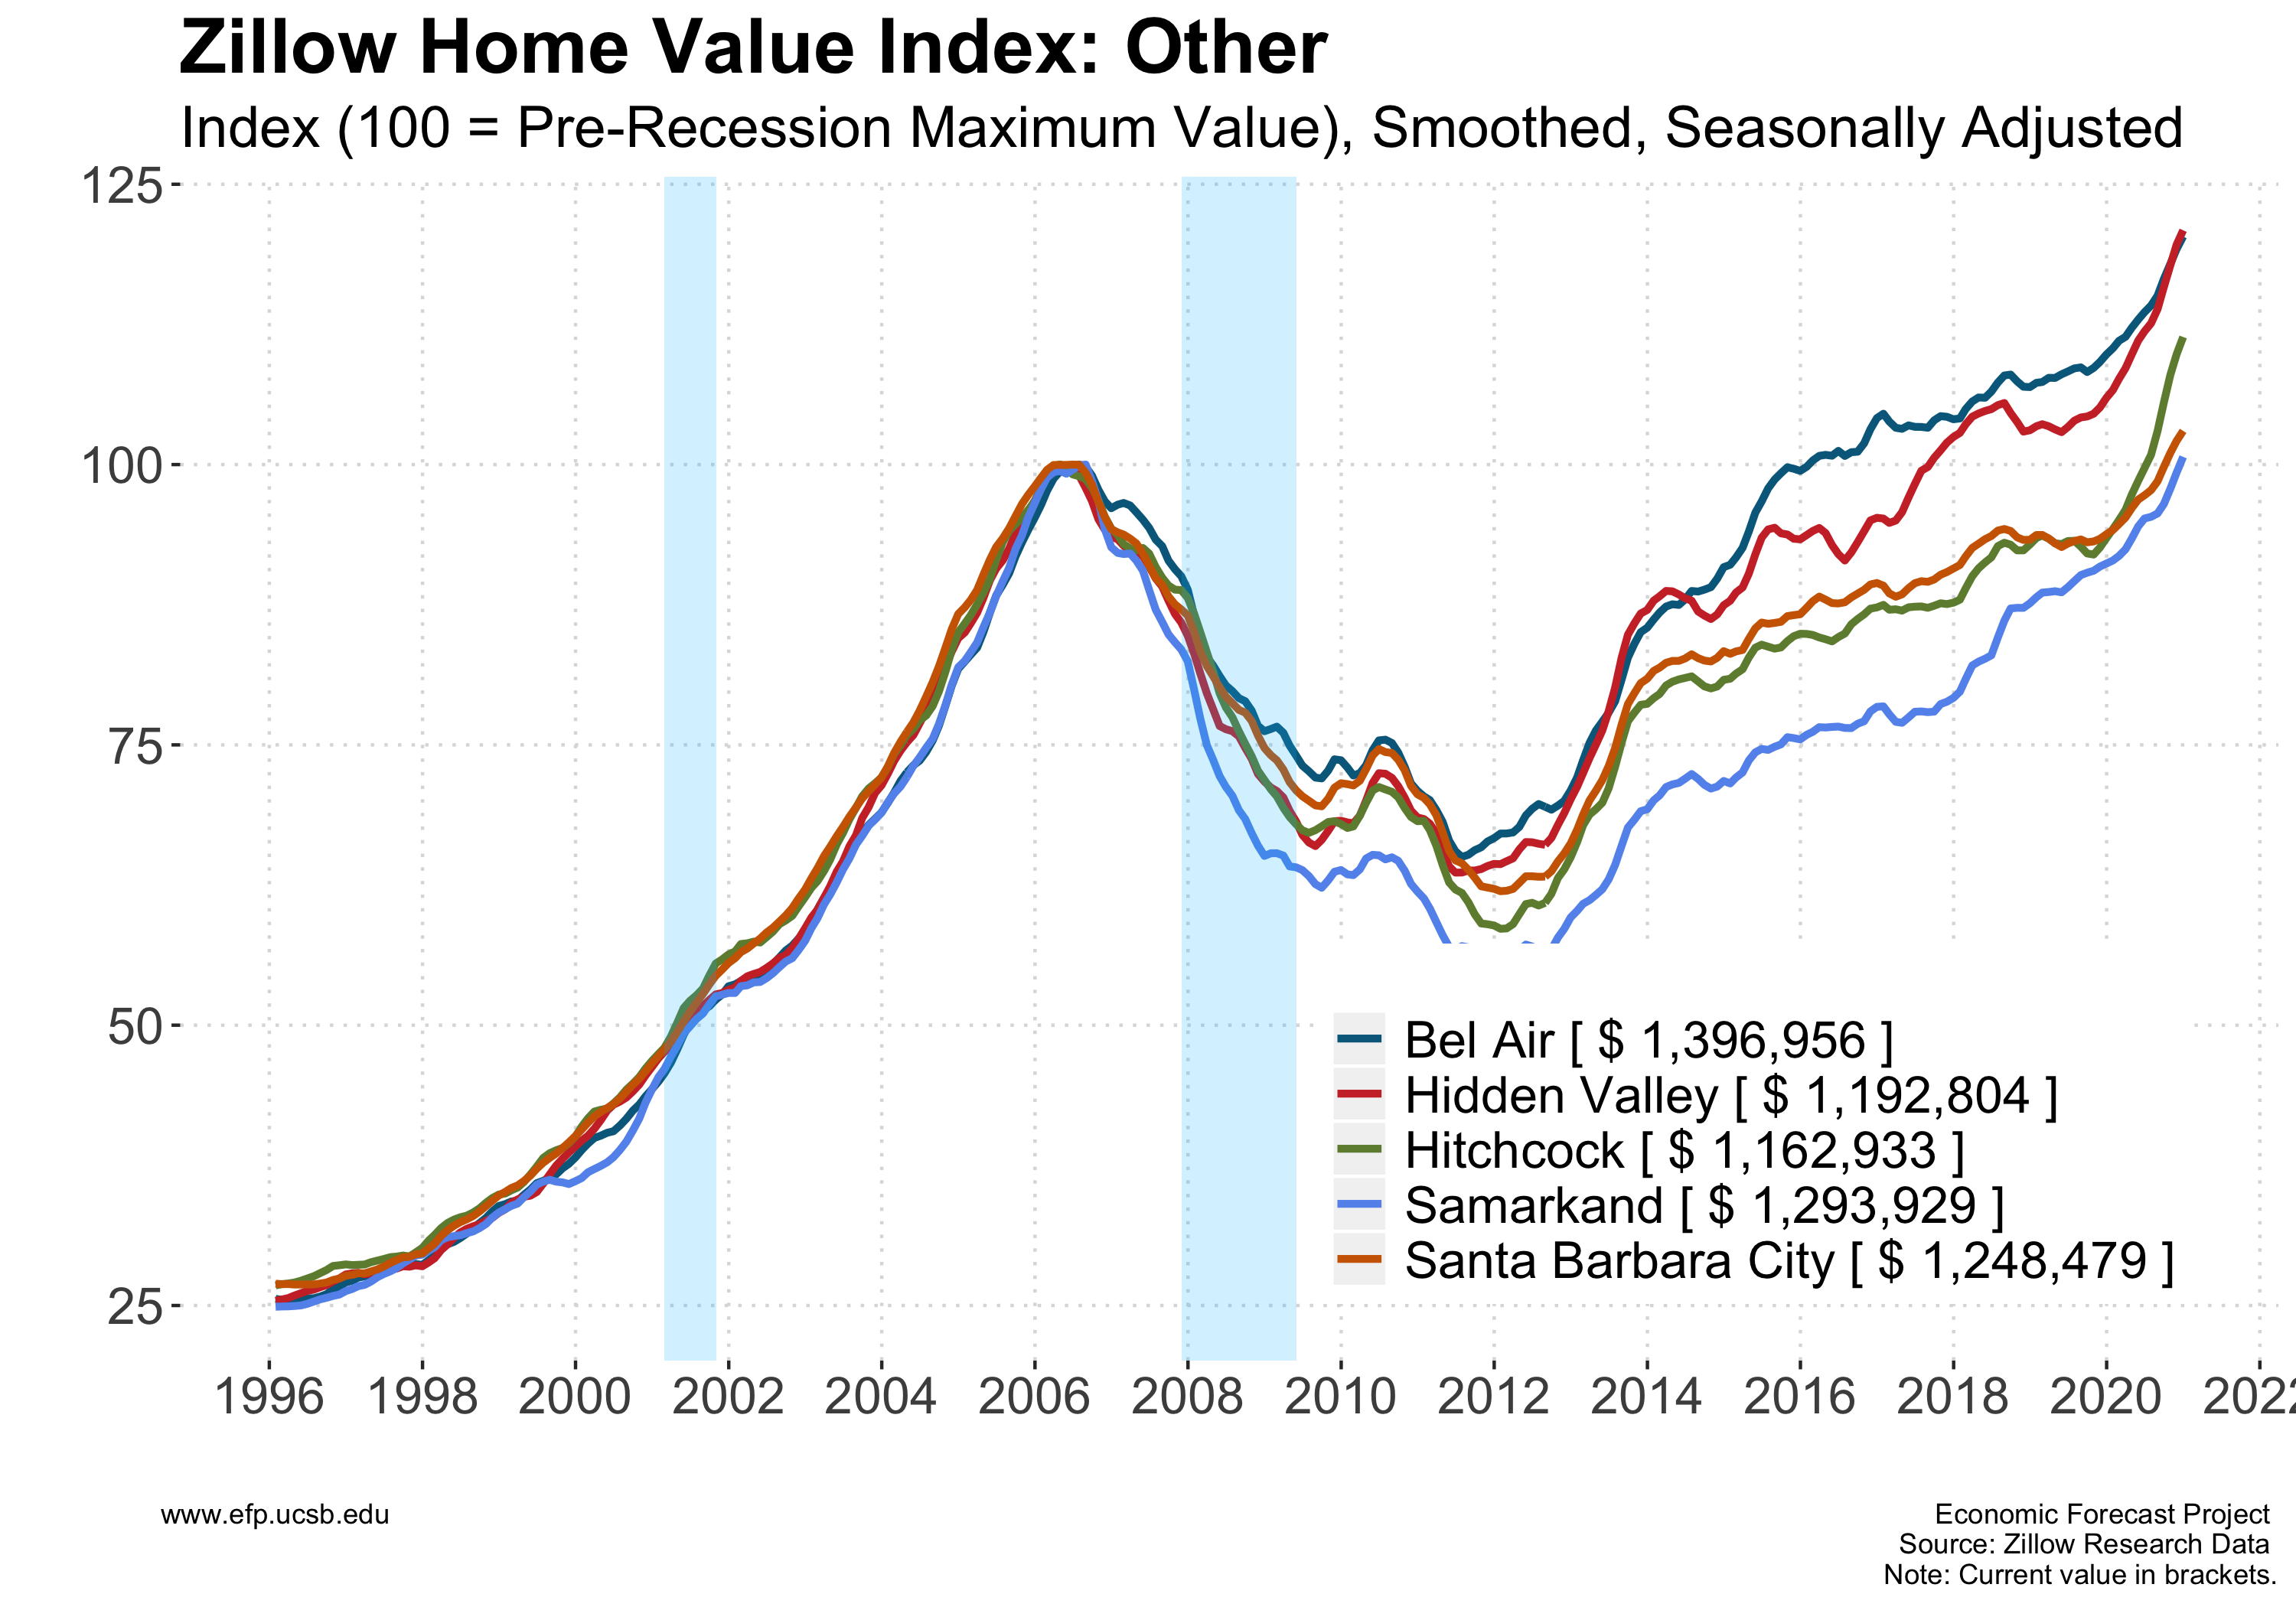 Zillow Home Value Index: Other
Index (100 = Pre-Recession Maximum Value), Smoothed, Seasonally Adjusted
125
100
75
50
25
Bel Air [ $ 1,396,956 ]
Hidden Valley [ $ 1,192,804 ]
Hitchcock [ $ 1,162,933 ]
Samarkand [ $ 1,293,929 ]
Santa Barbara City [ $ 1,248,479 ]
1996 1998 2000 2002 2004 2006 2008 2010 2012 2014 2016 2018 2020 2022
www.efp.ucsb.edu
Economic Forecast Project
Source: Zillow Research Data
Note: Current value in brackets.